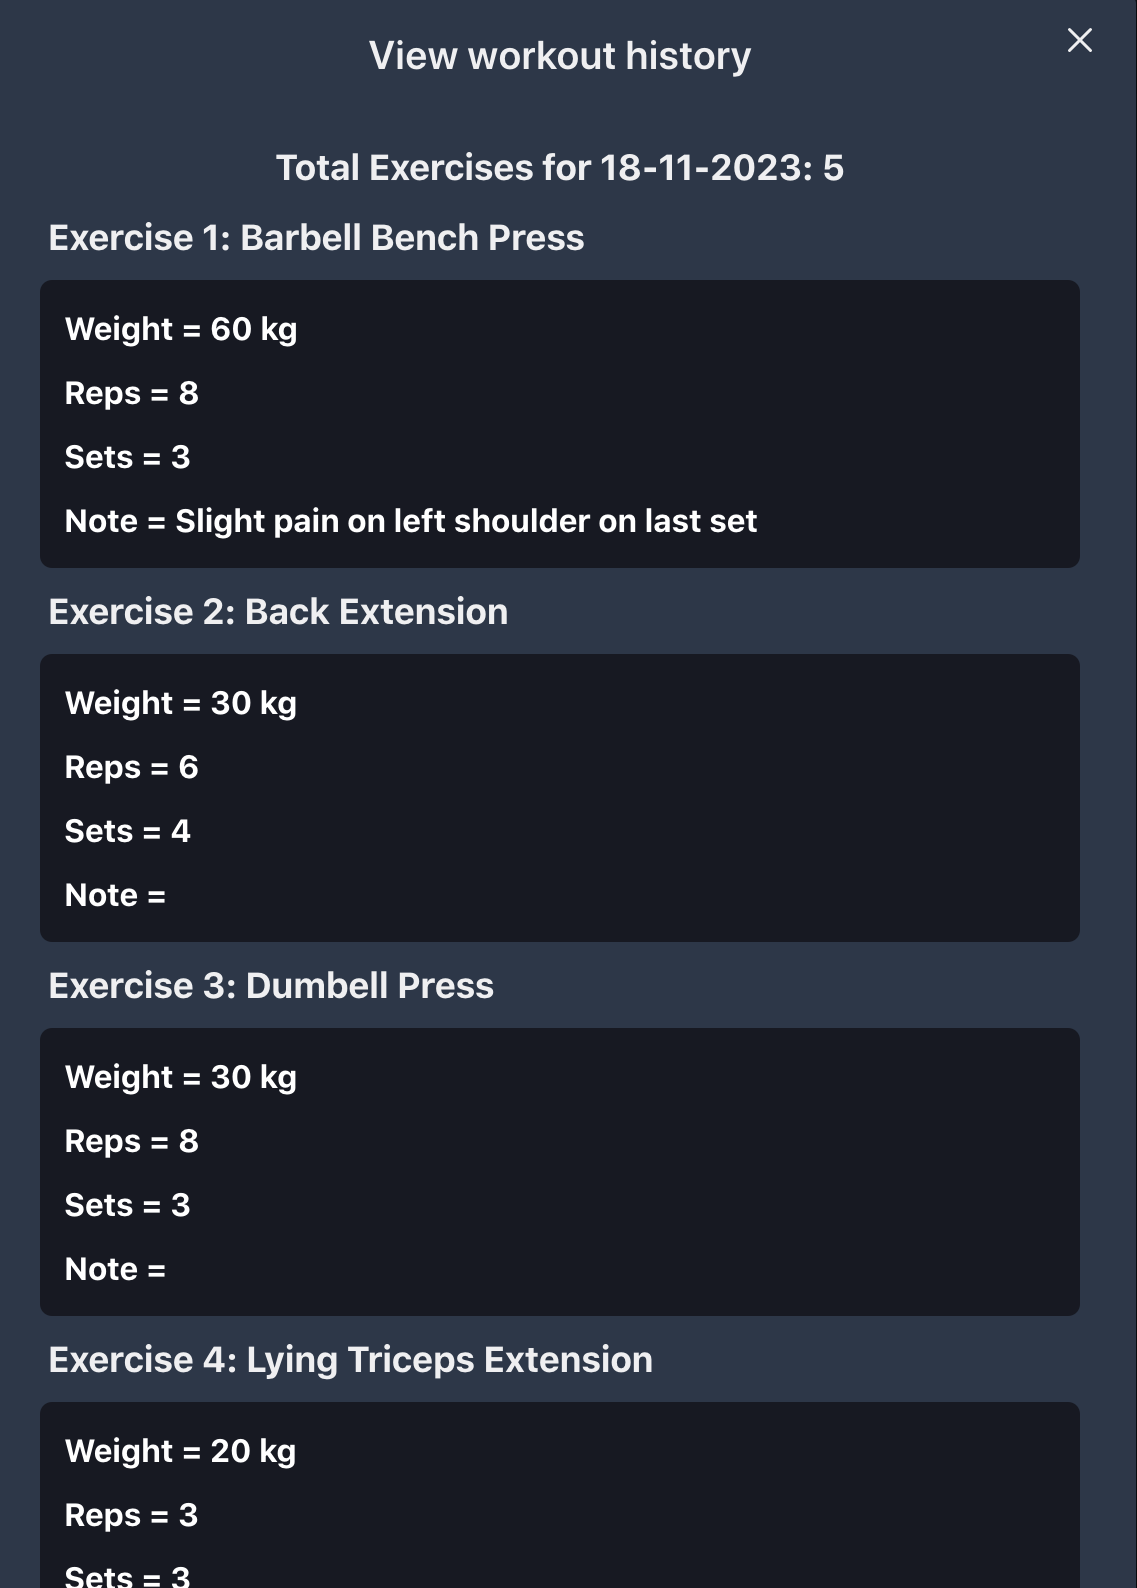 View workout history
Total Exercises for 18-11-2023: 5
Exercise 1: Barbell Bench Press
Weight = 60 kg
Reps = 8
Sets = 3
Note = Slight pain on left shoulder on last set
Exercise 2: Back Extension
Weight = 30 kg
Reps = 6
Sets = 4
Note =
Exercise 3: Dumbell Press
Weight = 30 kg
Reps = 8
Sets = 3
Note =
Exercise 4: Lying Triceps Extension
Weight = 20 kg
Reps = 3
Sets = 3